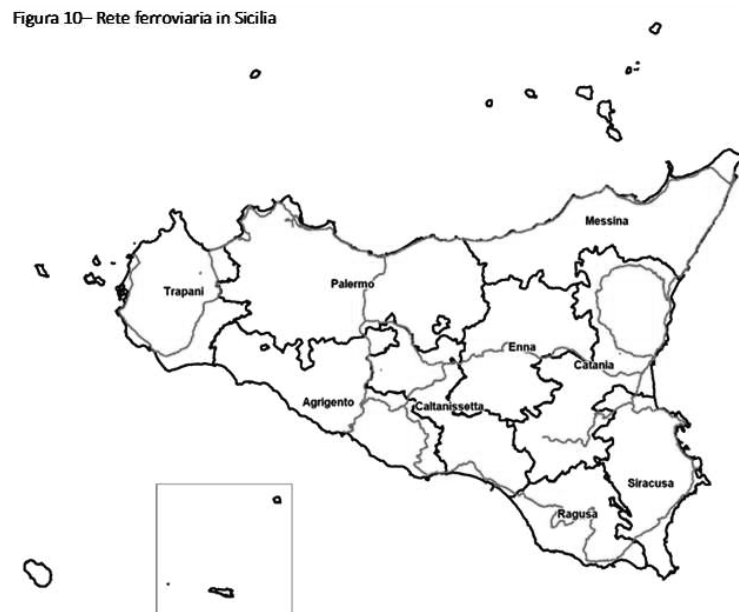 Figura 10– Rete ferroviaria in Sicilia
Messina
Palermo
Trapani
Enna
Catania
Agrigento
Caltanissetta
Siracusa
Ragusa